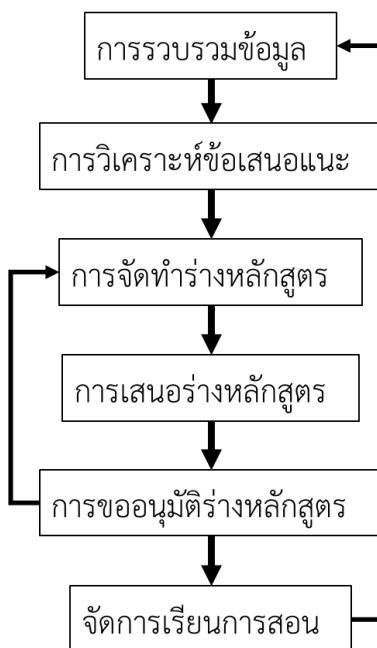 การรวบรวมข้อมูล
การวิเคราะห์ข้อเสนอแนะ
การจัดทำร่างหลักสูตร
การเสนอร่างหลักสูตร
การขออนุมัติร่างหลักสูตร
จัดการเรียนการสอน